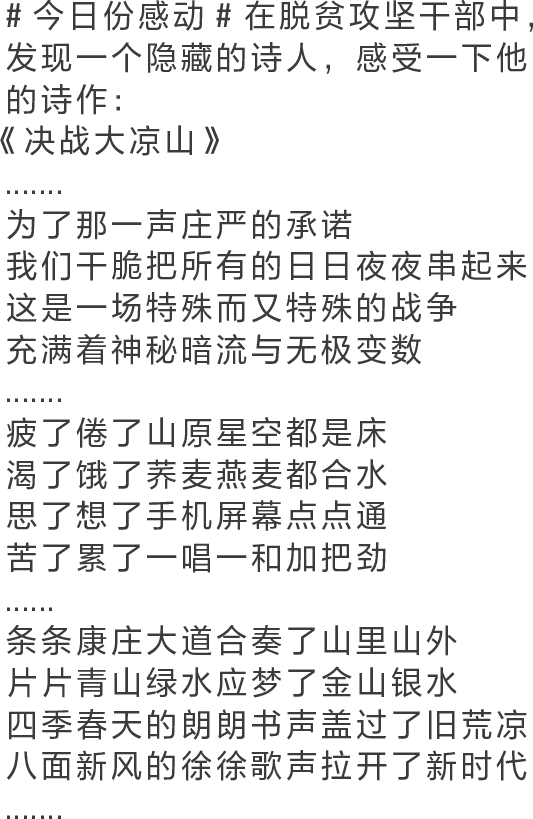 # 今日份感动 # 在脱贫攻坚干部中，
发现一个隐藏的诗人，感受一下他
的诗作：
《决战大凉山》
.......
为了那一声庄严的承诺
我们干脆把所有的日日夜夜串起来
这是一场特殊而又特殊的战争
充满着神秘暗流与无极变数
.......
疲了倦了山原星空都是床
渴了饿了荞麦燕麦都合水
思了想了手机屏幕点点通
苦了累了一唱一和加把劲
......
条条康庄大道合奏了山里山外
片片青山绿水应梦了金山银水
四季春天的朗朗书声盖过了旧荒凉
八面新风的徐徐歌声拉开了新时代
.......